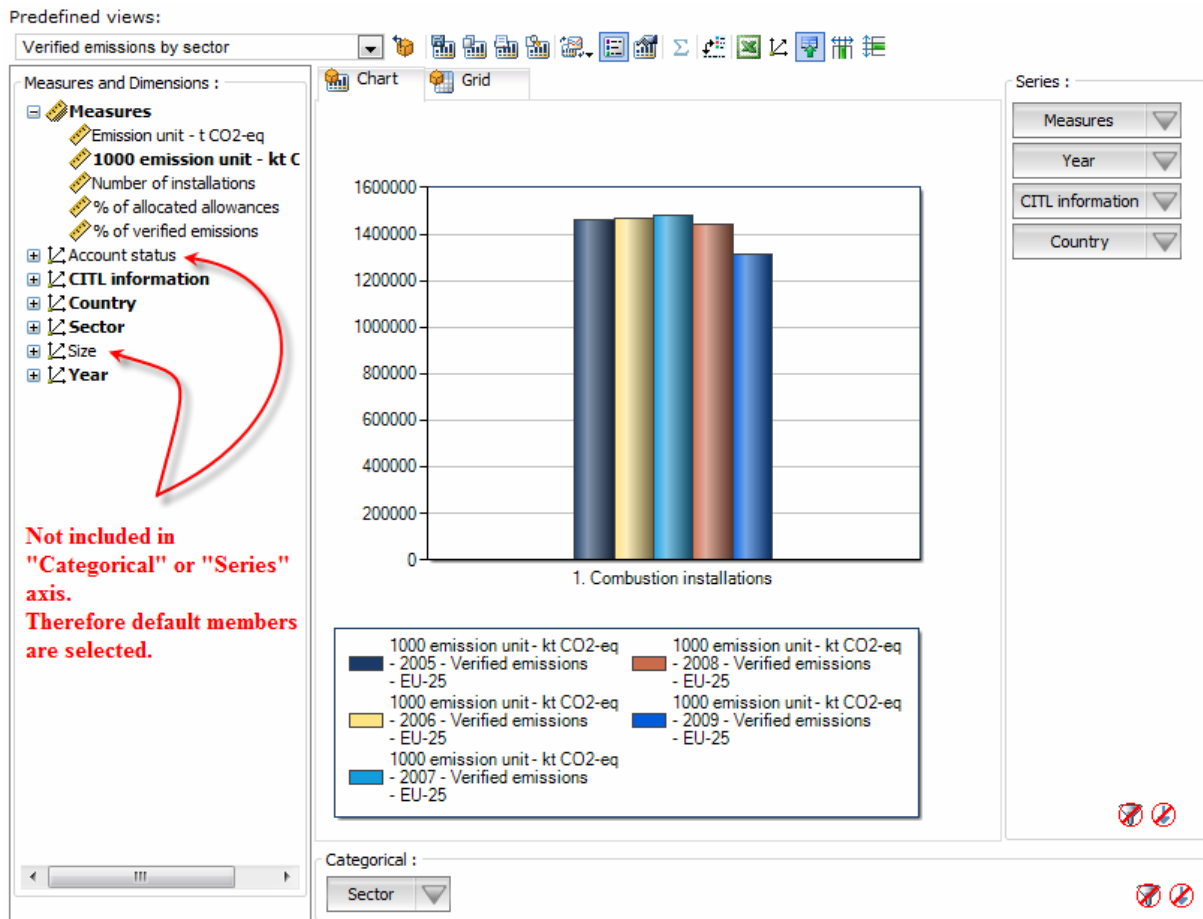 Predefined views:
Verified emissions by sector
Measures and Dimensions :
Measures
Emission unit - t CO2-eq
1000 emission unit - kt C
Number of installations
% of allocated allowances
% of verified emissions
Account status
CITL information
Country
Sector
Size
Year
Not included in
"Categorical" or "Series"
axis.
Therefore default members
are selected.
Chart
Grid
1600000
1400000
1200000
1000000
800000
600000
400000
200000
0
1. Combustion installations
1000 emission unit - kt CO2-eq
- 2005 - Verified emissions
- EU-25
1000 emission unit - kt CO2-eq
- 2008 - Verified emissions
- EU-25
1000 emission unit - kt CO2-eq
- 2006 - Verified emissions
- EU-25
1000 emission unit - kt CO2-eq
- 2009 - Verified emissions
- EU-25
1000 emission unit - kt CO2-eq
- 2007 - Verified emissions
- EU-25
Series :
Measures
Year
CITL information
Country
Categorical :
Sector